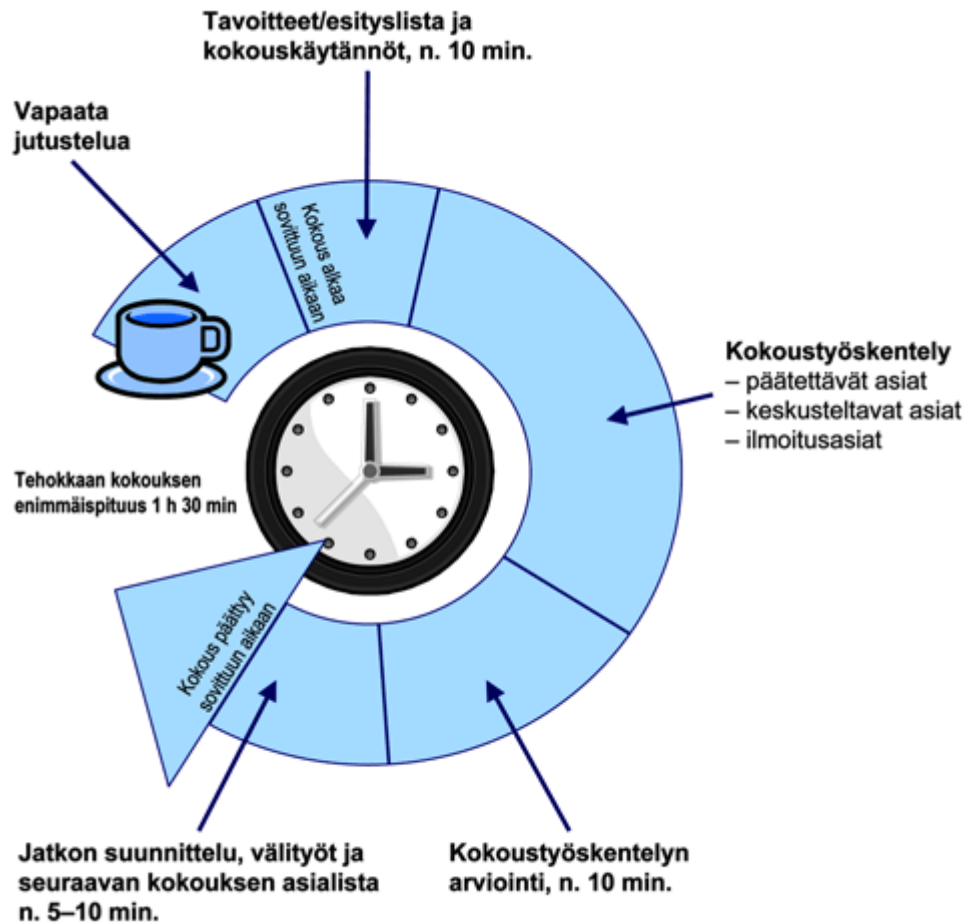 Tavoitteet/esityslista ja
kokouskäytännöt, n. 10 min.
Vapaata
jutustelua
Kokous alkaa
sovittuun aikaan
Kokoustyöskentely
– päätettävät asiat
– keskusteltavat asiat
– ilmoitusasiat
Tehokkaan kokouksen
enimmäispituus 1 h 30 min
Kokous päättyy
sovittuun aikaan
Jatkon suunnittelu, välityöt ja
seuraavan kokouksen asialista
n. 5–10 min.
Kokoustyöskentelyn
arviointi, n. 10 min.